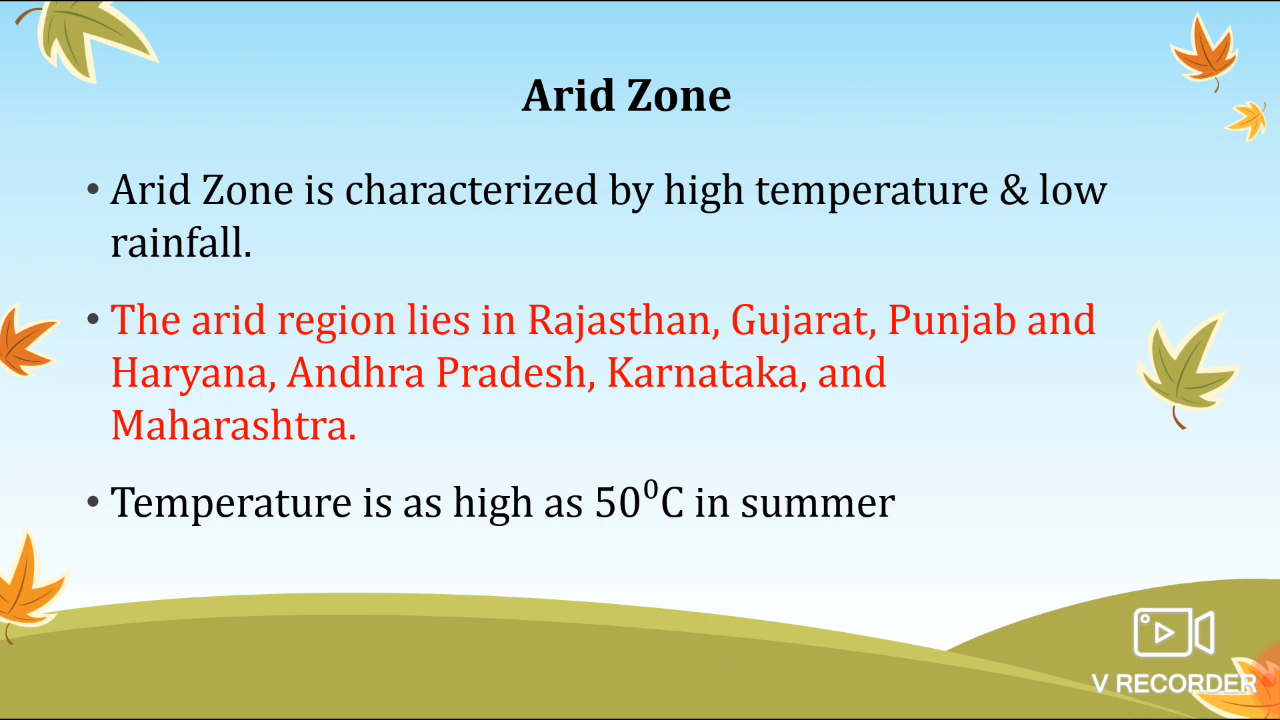 Arid Zone
• Arid Zone is characterized by high temperature & low
rainfall.
• The arid region lies in Rajasthan, Gujarat, Punjab and
Haryana, Andhra Pradesh, Karnataka, and
Maharashtra.
• Temperature is as high as 50⁰C in summer
V RECORDER